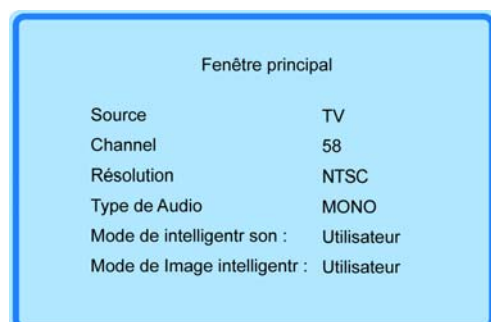 Fenêtre principal
Source TV
Channel 58
Résolution NTSC
Type de Audio MONO
Mode de intelligentr son : Utilisateur
Mode de Image intelligentr : Utilisateur